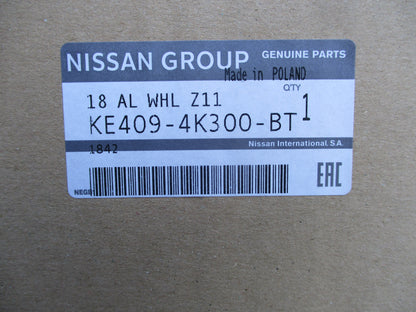 NISSAN GROUP GENUINE PARTS
Made in POLAND
18 AL WHL Z11 Q'TY
KE409-4K300-BT 1
1842 Nissan International. S.A.
EAC